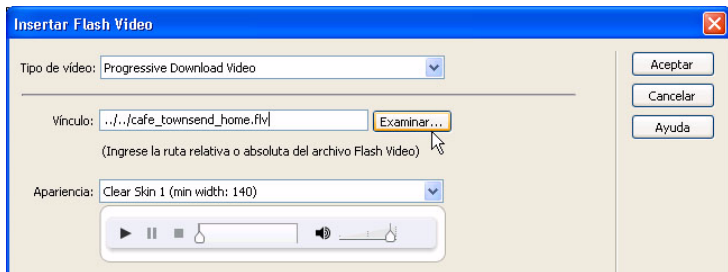 Insertar Flash Video
Tipo de vídeo: Progressive Download Video
Aceptar
Cancelar
Vínculo: ../../cafe_townsend_home.flv Examinar...
Ayuda
(Ingrese la ruta relativa o absoluta del archivo Flash Video)
Apariencia: Clear Skin 1 (min width: 140)